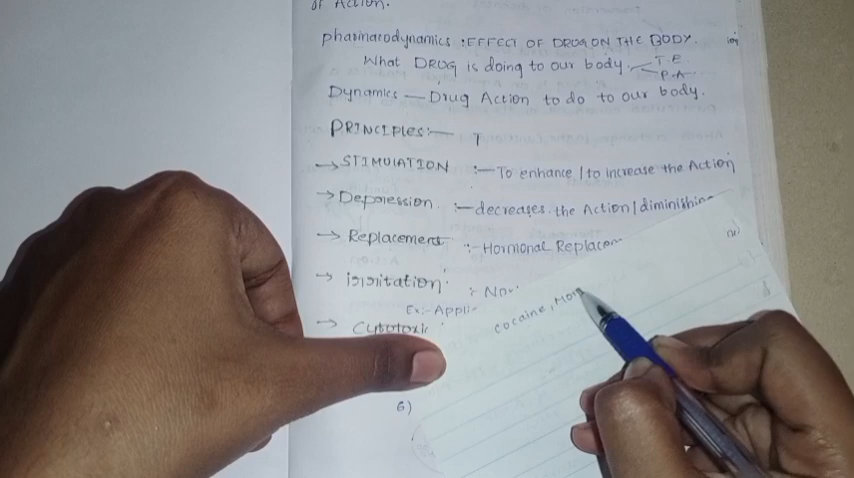 of Action.
pharmacodynamics : EFFECT OF DRUG ON THE BODY.
What DRUG is doing to our body. T.E
P.A
Dynamics — Drug Action to do to our body.
PRINCIPLES:—
→ STIMULATION :— To enhance / to increase the Action
→ Depression. :— decreases the Action / diminishing
→ Replacement :- Hormonal Replacem
→ irritation :- No
Ex:- Appli
→ Cytotoxic
cocaine, Mor
6)